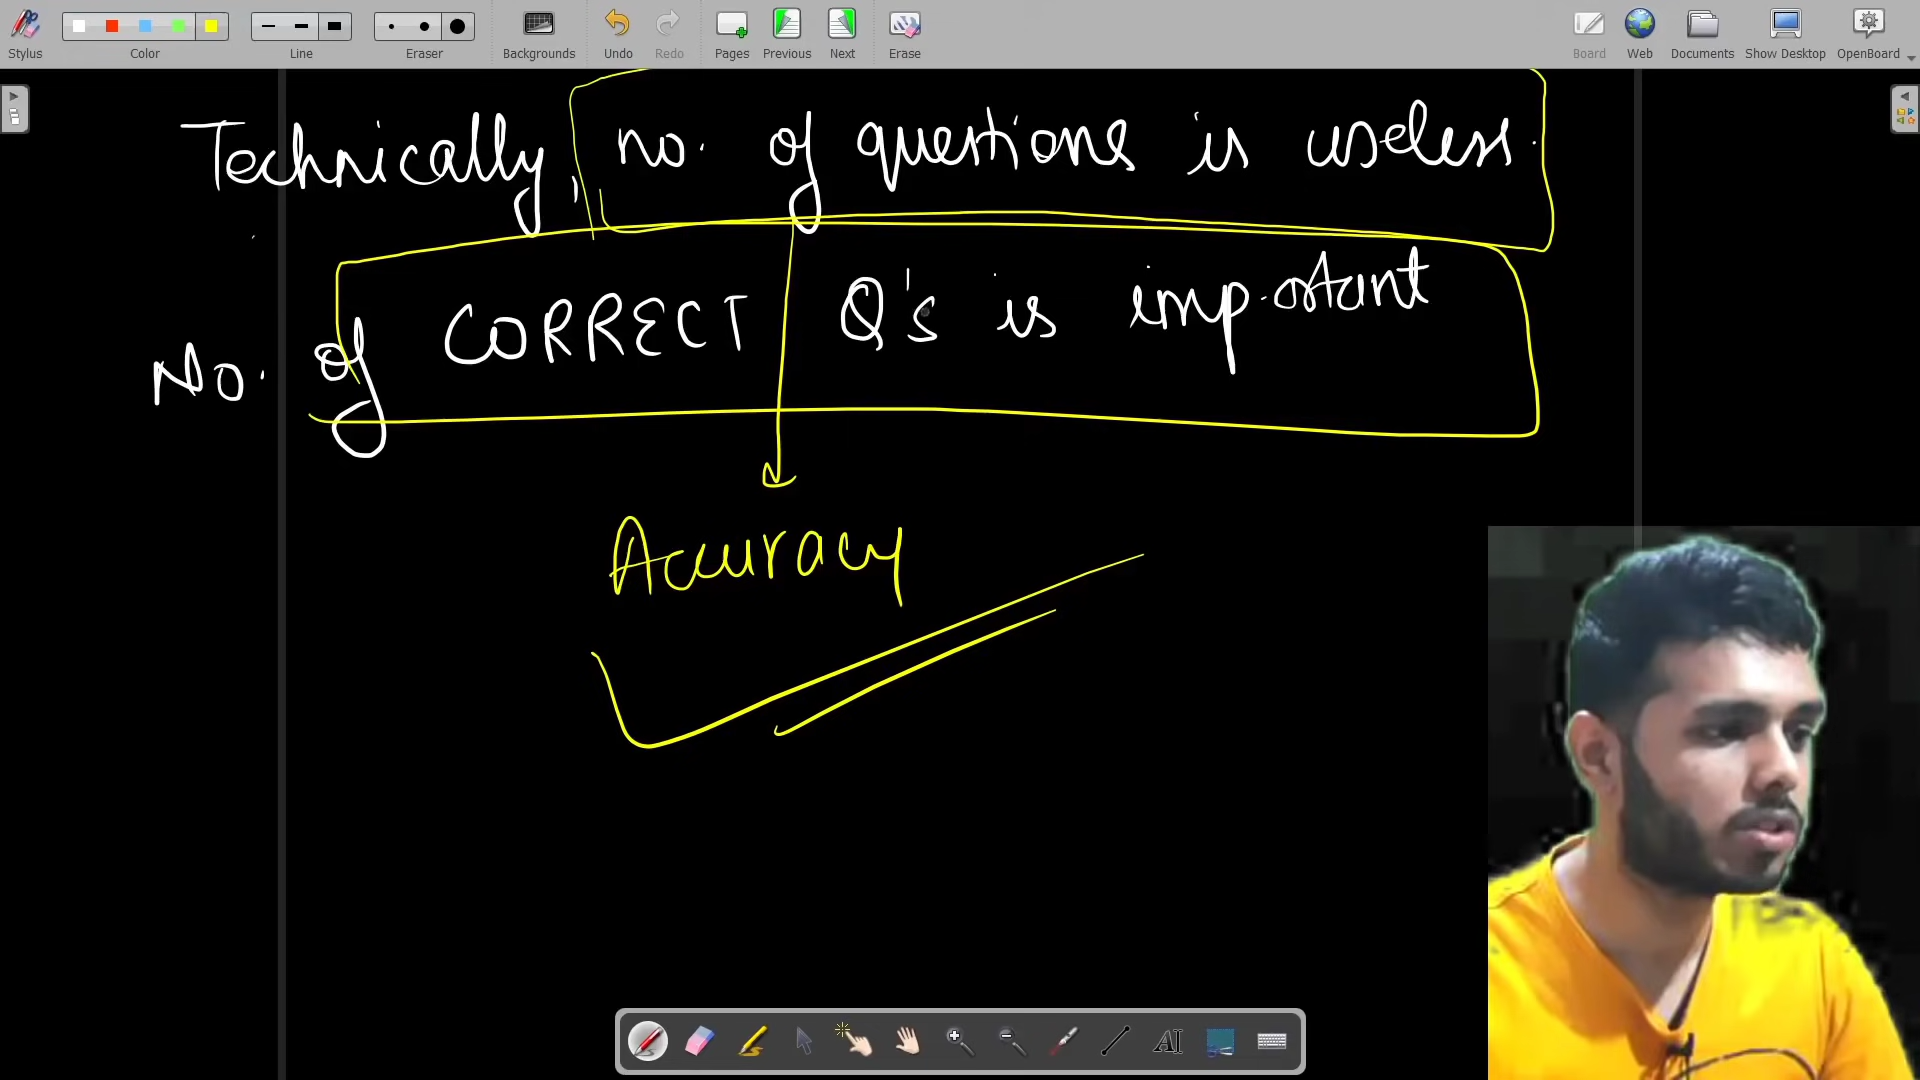 Stylus
Color
Line
Eraser
Backgrounds
Undo
Redo
Pages
Previous
Next
Erase
Board
Web
Documents
Show Desktop
OpenBoard
Technically, no. of questions is useless.
No. of CORRECT Q's is important
Accuracy